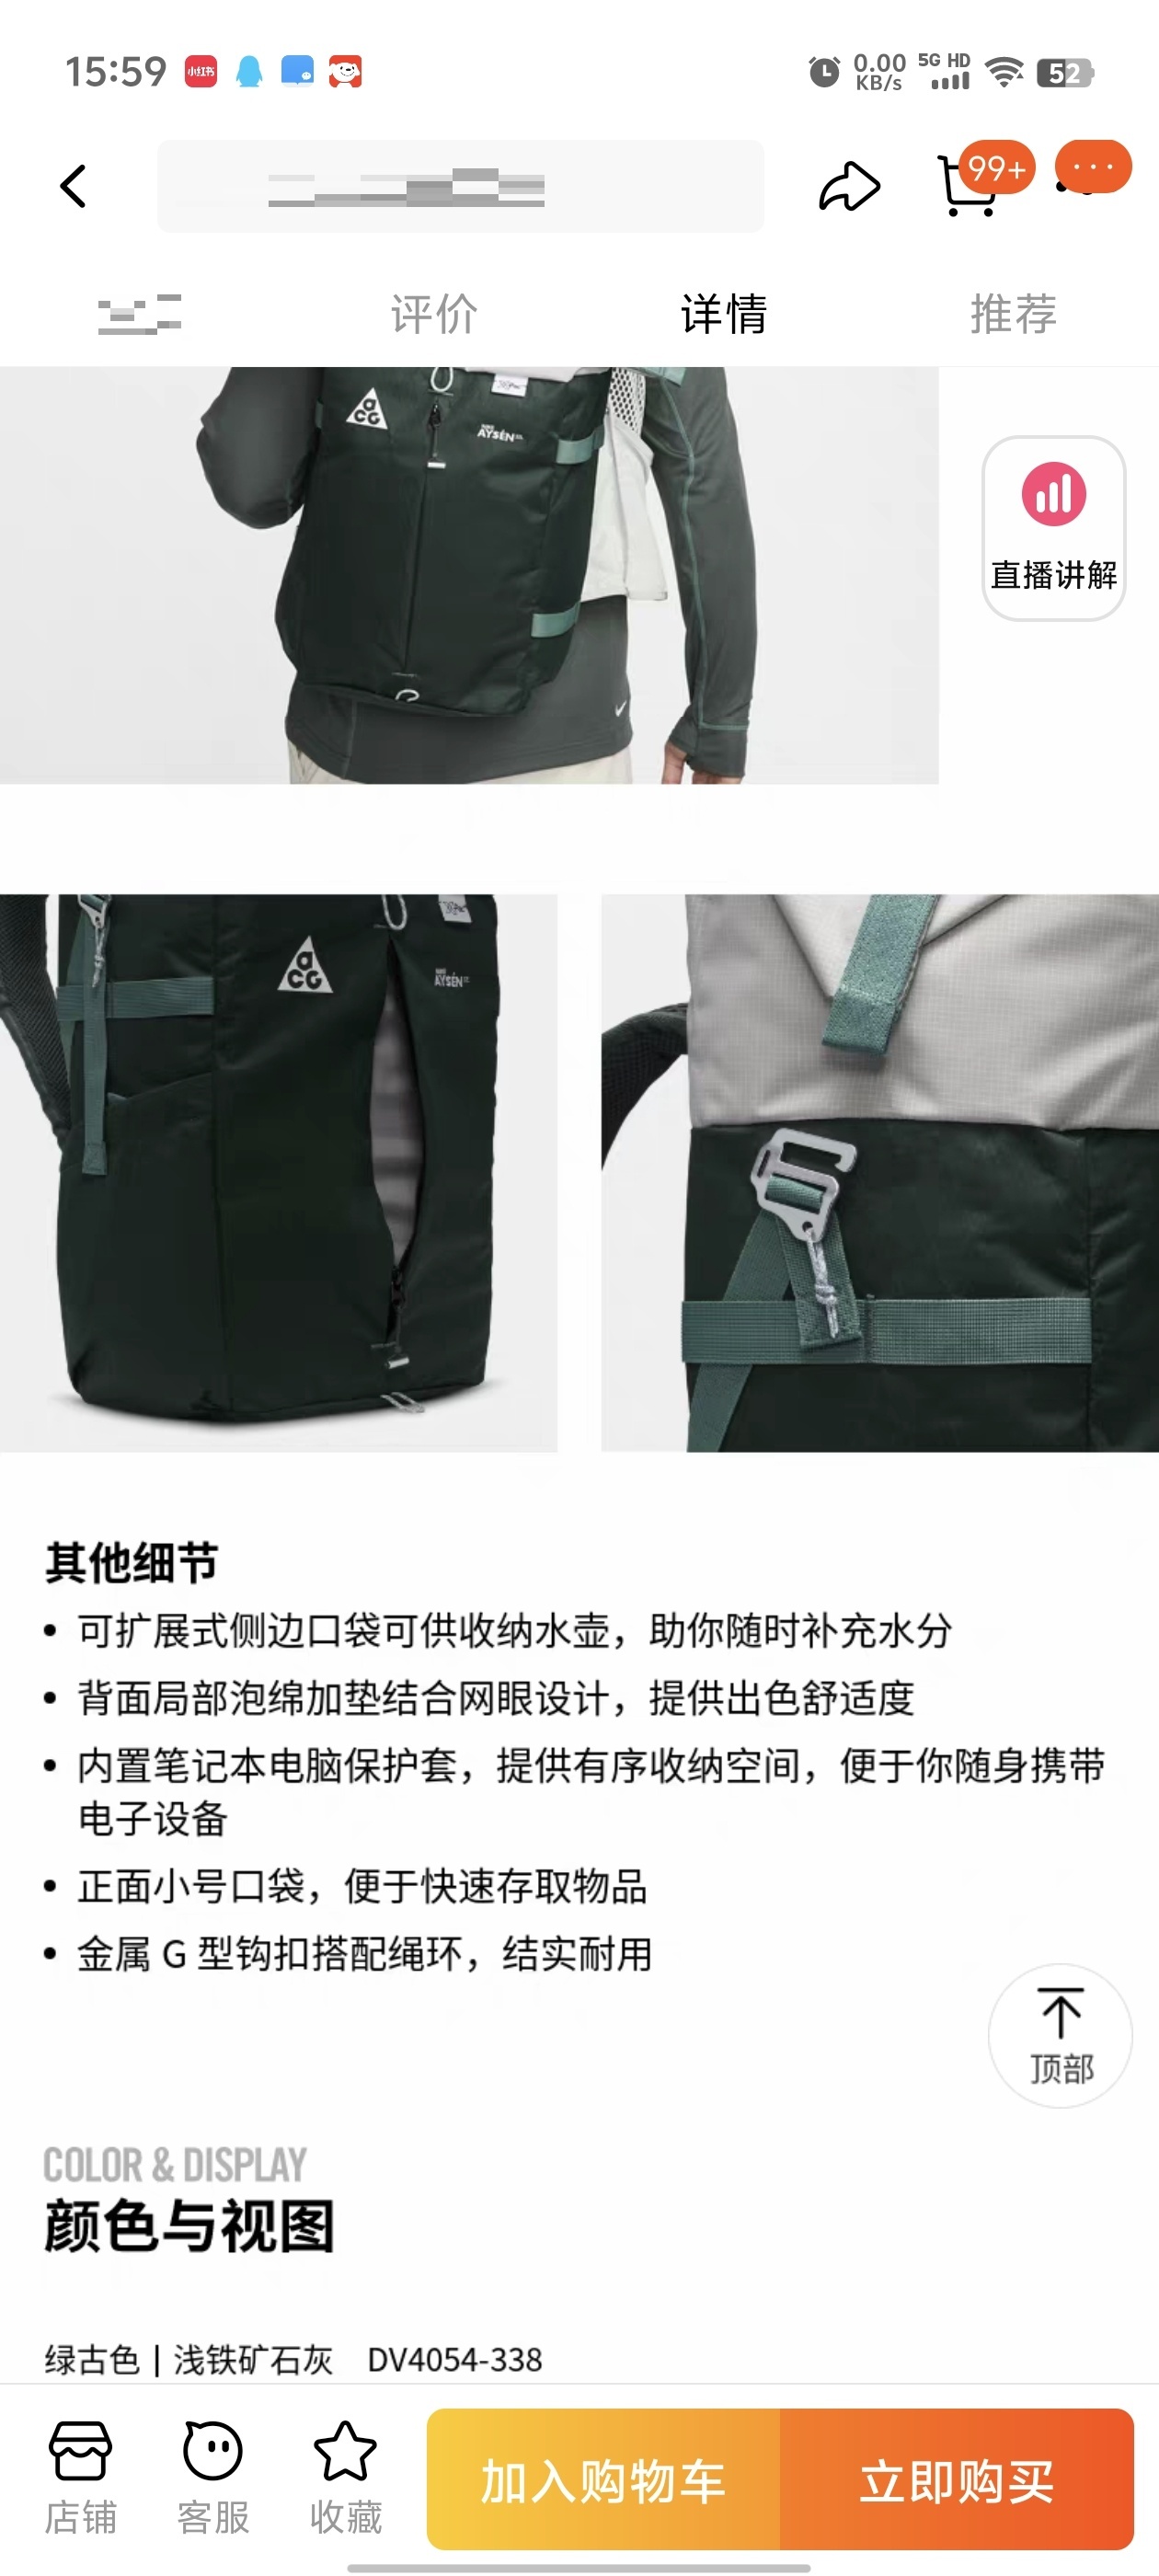 15:59
小红书
0.00
KB/s
5G HD
52
99+
评价
详情
推荐
aCG
NIKE
AYSÉN
直播讲解
aCG
NIKE
AYSÉN
其他细节
• 可扩展式侧边口袋可供收纳水壶，助你随时补充水分
• 背面局部泡绵加垫结合网眼设计，提供出色舒适度
• 内置笔记本电脑保护套，提供有序收纳空间，便于你随身携带
电子设备
• 正面小号口袋，便于快速存取物品
• 金属 G 型钩扣搭配绳环，结实耐用
顶部
COLOR & DISPLAY
颜色与视图
绿古色 | 浅铁矿石灰 DV4054-338
店铺
客服
收藏
加入购物车
立即购买